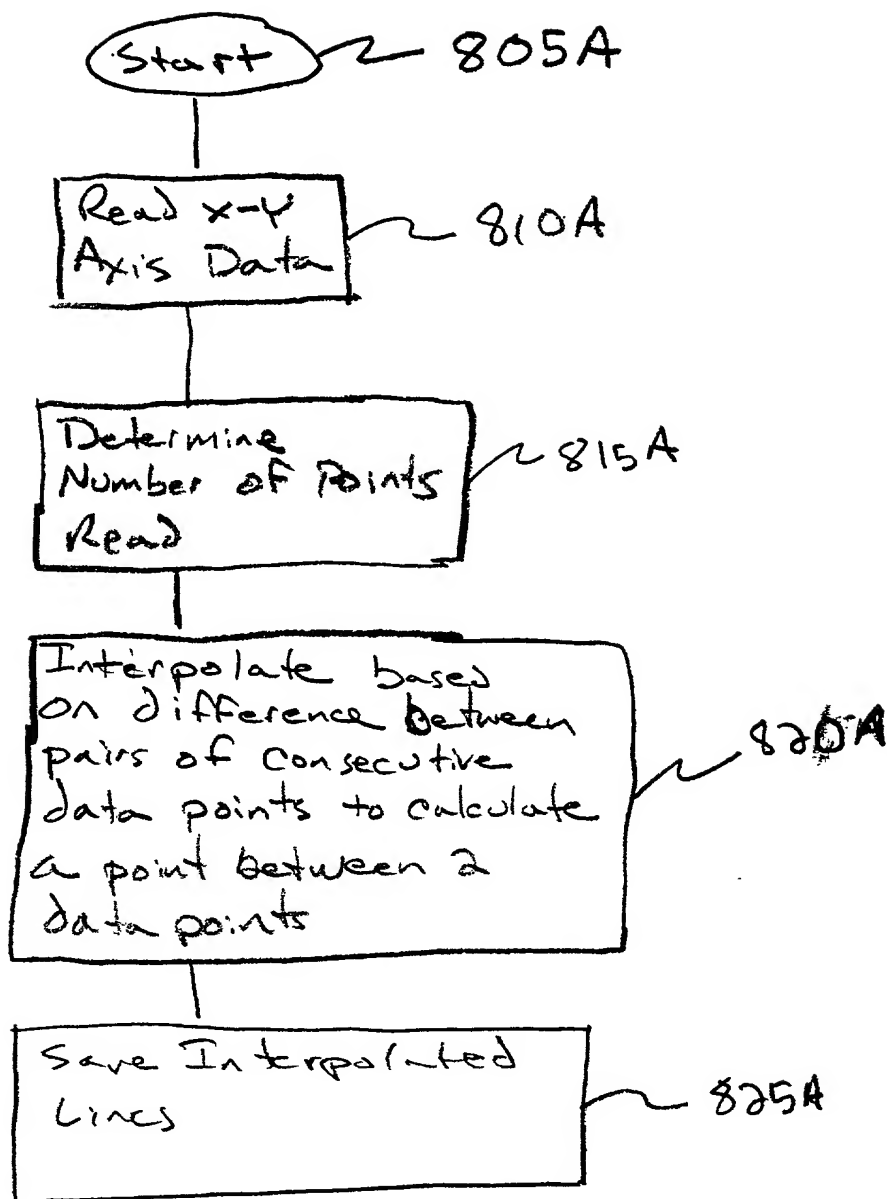 Start 805A
Read X-Y
Axis Data 810A
Determine
Number of Points
Read
815A
Interpolate based
on difference between
pairs of consecutive
data points to calculate
a point between 2
data points
820A
Save Interpolated
Lines
825A